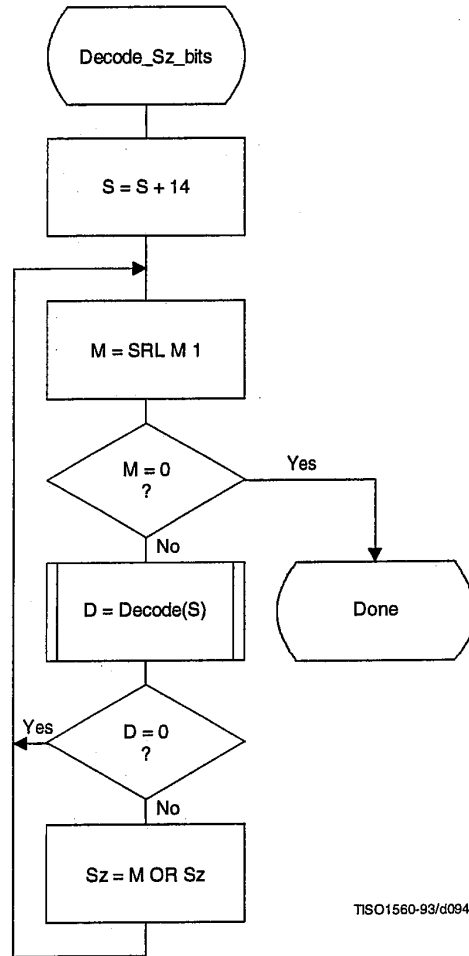 Decode_Sz_bits
S = S + 14
M = SRL M 1
M = 0
?
Yes
No
D = Decode(S)
Done
Yes
D = 0
?
No
Sz = M OR Sz
TISO1560-93/d094